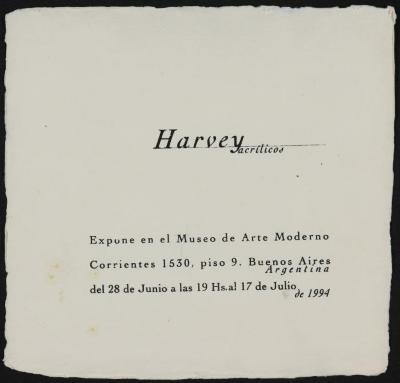 Harvey
acrílicos
Expone en el Museo de Arte Moderno
Corrientes 1530, piso 9. Buenos Aires
Argentina
del 28 de Junio a las 19 Hs.al 17 de Julio
de 1994